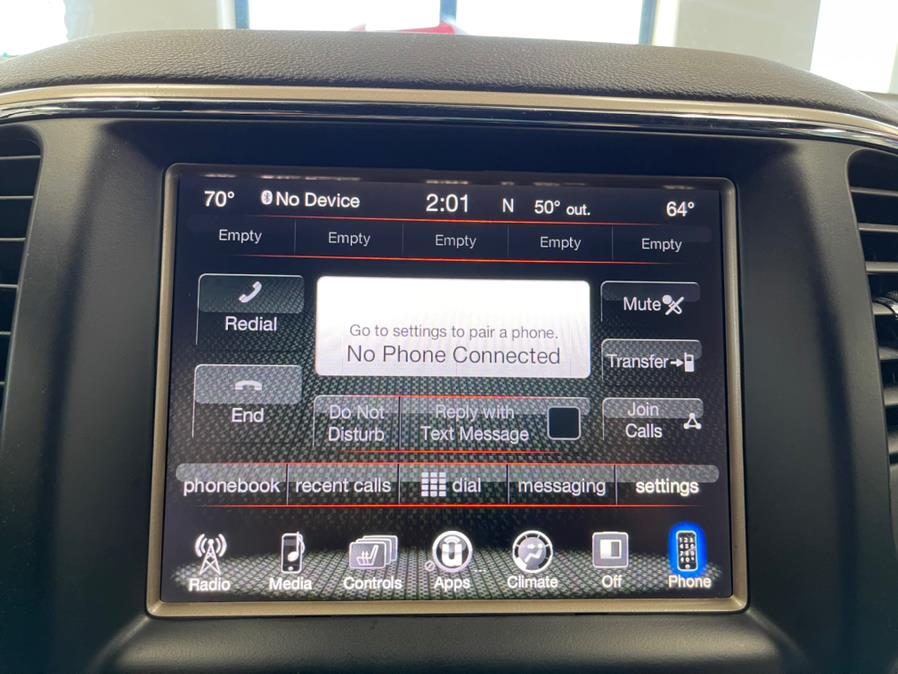 70° No Device 2:01 N 50° out. 64°
Empty Empty Empty Empty Empty
Redial
Go to settings to pair a phone.
No Phone Connected
Mute
Transfer
End
Do Not
Disturb
Reply with
Text Message
Join
Calls
phonebook recent calls dial messaging settings
Radio Media Controls Apps Climate Off Phone